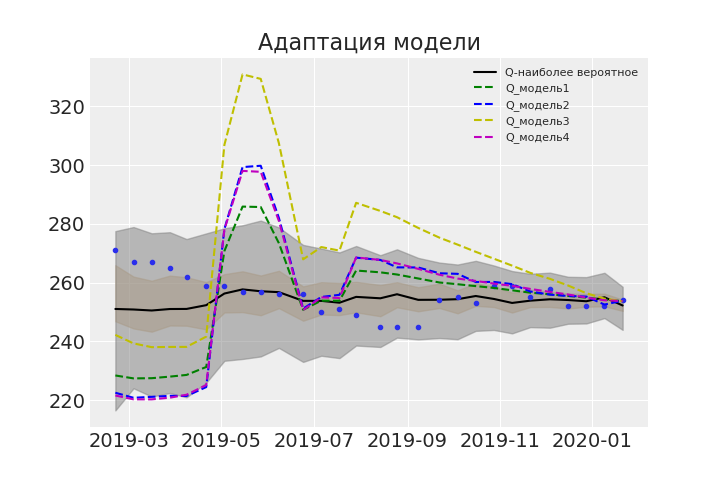 Адаптация модели
Q-наиболее вероятное
Q_модель1
Q_модель2
Q_модель3
Q_модель4
320
300
280
260
240
220
2019-03 2019-05 2019-07 2019-09 2019-11 2020-01